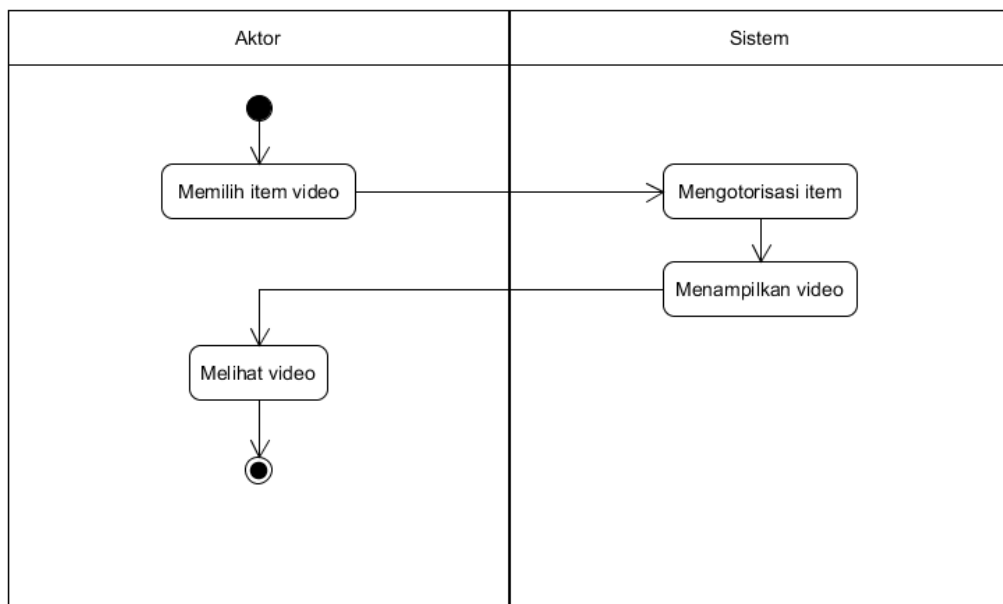 Aktor
Sistem
Memilih item video
Mengotorisasi item
Menampilkan video
Melihat video